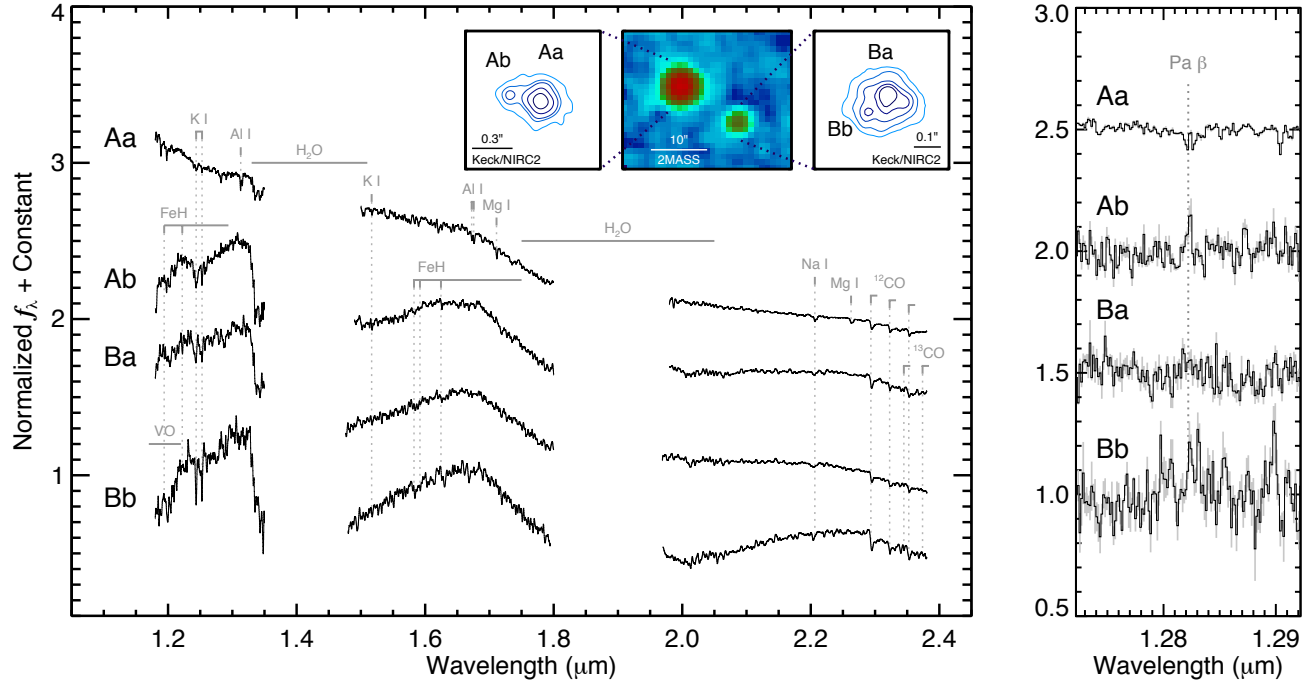 4
3
2
1
Normalized fλ + Constant
1.2
1.4
1.6
1.8
2.0
2.2
2.4
Wavelength (μm)
Aa
Ab
Ba
Bb
K I
Al I
H₂O
FeH
VO
K I
Al I
Mg I
FeH
H₂O
Na I
Mg I
¹²CO
¹³CO
Ab
Aa
0.3"
Keck/NIRC2
10"
2MASS
Ba
Bb
0.1"
Keck/NIRC2
3.0
2.5
2.0
1.5
1.0
0.5
Pa β
Aa
Ab
Ba
Bb
1.28
1.29
Wavelength (μm)